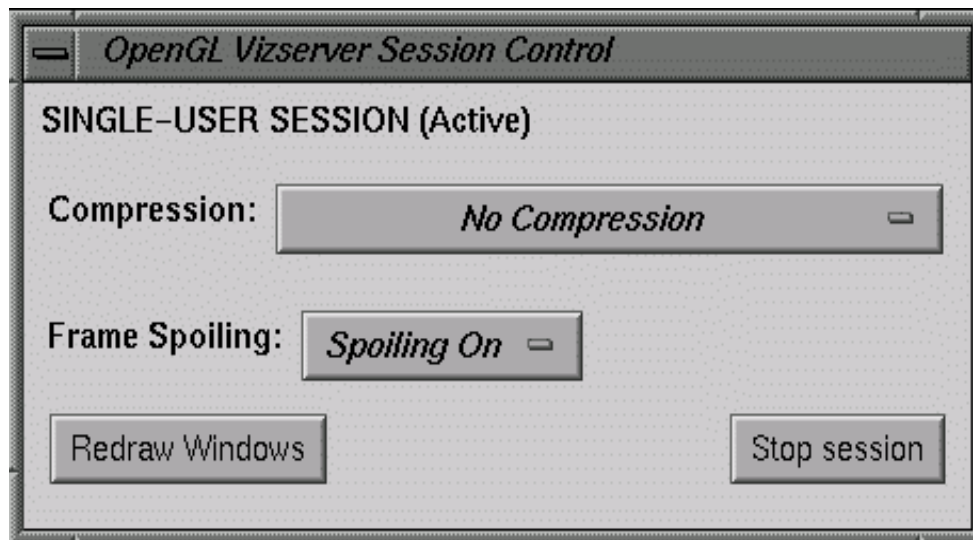 OpenGL Vizserver Session Control
SINGLE-USER SESSION (Active)
Compression: No Compression
Frame Spoiling: Spoiling On
Redraw Windows Stop session